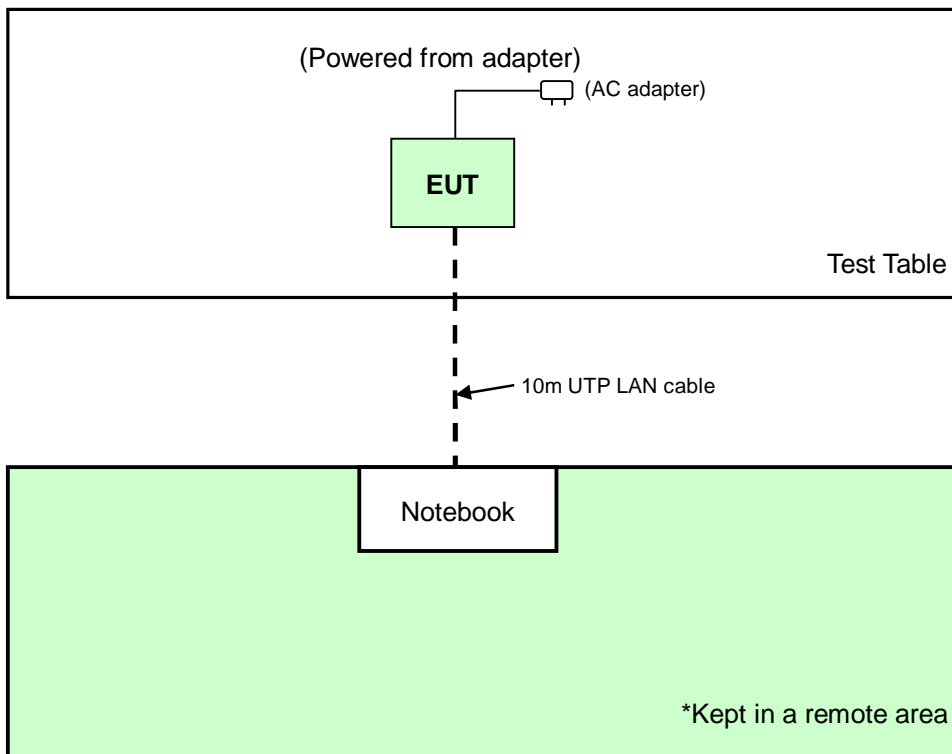 (Powered from adapter)
(AC adapter)
EUT
Test Table
10m UTP LAN cable
Notebook
*Kept in a remote area